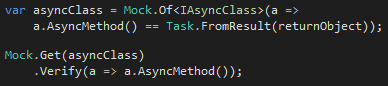 var asyncClass = Mock.Of<IAsyncClass>(a =>
a.AsyncMethod() == Task.FromResult(returnObject));
Mock.Get(asyncClass)
.Verify(a => a.AsyncMethod());